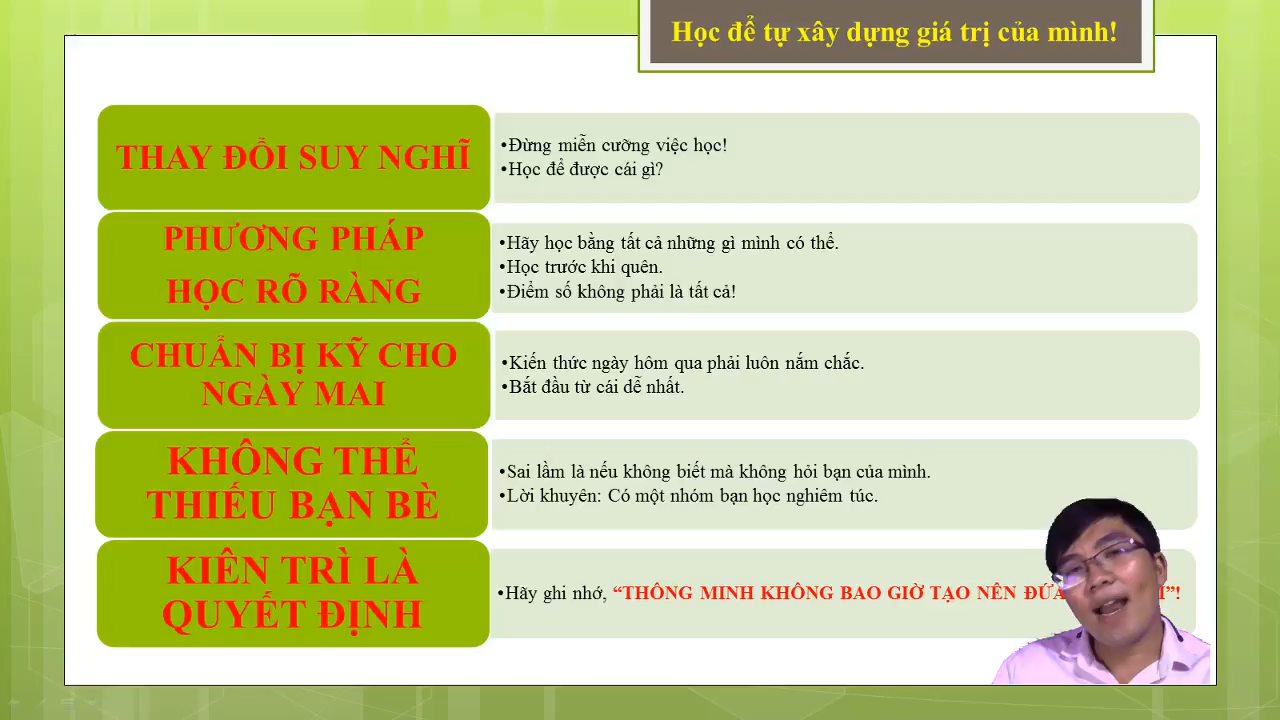 Học để tự xây dựng giá trị của mình!
THAY ĐỔI SUY NGHĨ
•Đừng miễn cưỡng việc học!
•Học để được cái gì?
PHƯƠNG PHÁP
HỌC RÕ RÀNG
•Hãy học bằng tất cả những gì mình có thể.
•Học trước khi quên.
•Điểm số không phải là tất cả!
CHUẨN BỊ KỸ CHO
NGÀY MAI
•Kiến thức ngày hôm qua phải luôn nắm chắc.
•Bắt đầu từ cái dễ nhất.
KHÔNG THỂ
THIẾU BẠN BÈ
•Sai lầm là nếu không biết mà không hỏi bạn của mình.
•Lời khuyên: Có một nhóm bạn học nghiêm túc.
KIÊN TRÌ LÀ
QUYẾT ĐỊNH
•Hãy ghi nhớ, “THÔNG MINH KHÔNG BAO GIỜ TẠO NÊN ”!